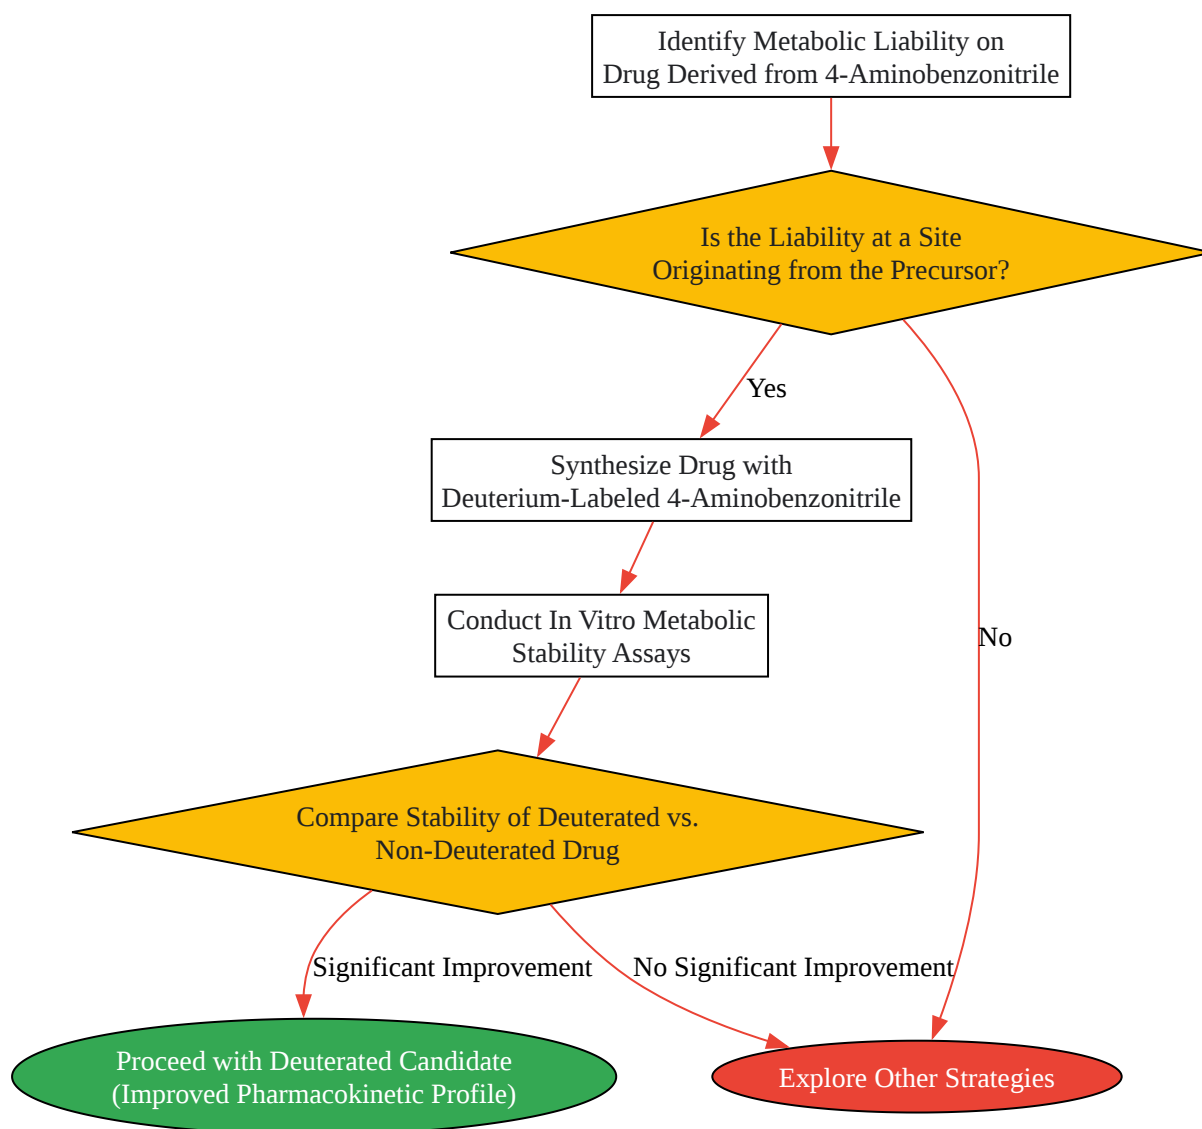 Identify Metabolic Liability on
Drug Derived from 4-Aminobenzonitrile
Is the Liability at a Site
Originating from the Precursor?
Yes
Synthesize Drug with
Deuterium-Labeled 4-Aminobenzonitrile
Conduct In Vitro Metabolic
Stability Assays
No
Compare Stability of Deuterated vs.
Non-Deuterated Drug
Significant Improvement
No Significant Improvement
Proceed with Deuterated Candidate
(Improved Pharmacokinetic Profile)
Explore Other Strategies